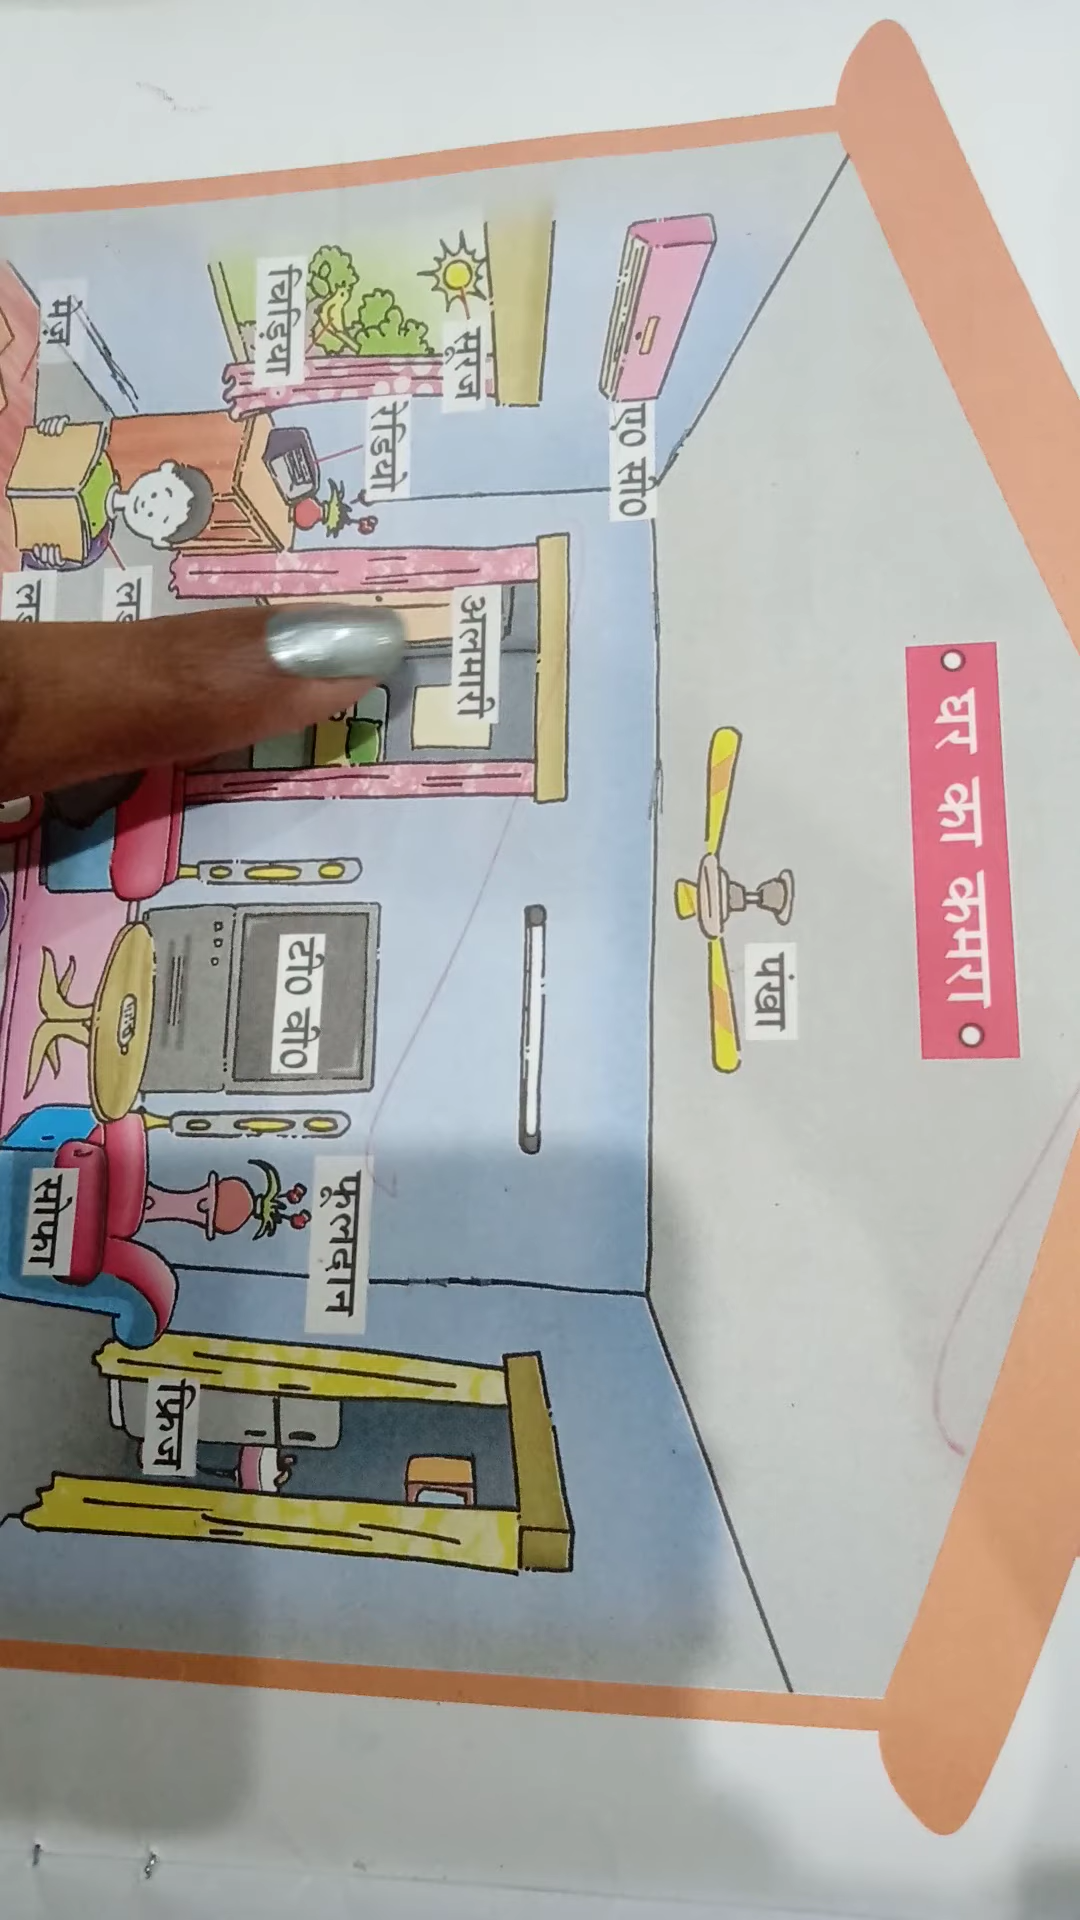 घर का कमरा
पंखा
ए० सी०
सूरज
अलमारी
रेडियो
चिड़िया
फूलदान
टी० वी०
फ्रिज
मेज़
सोफा